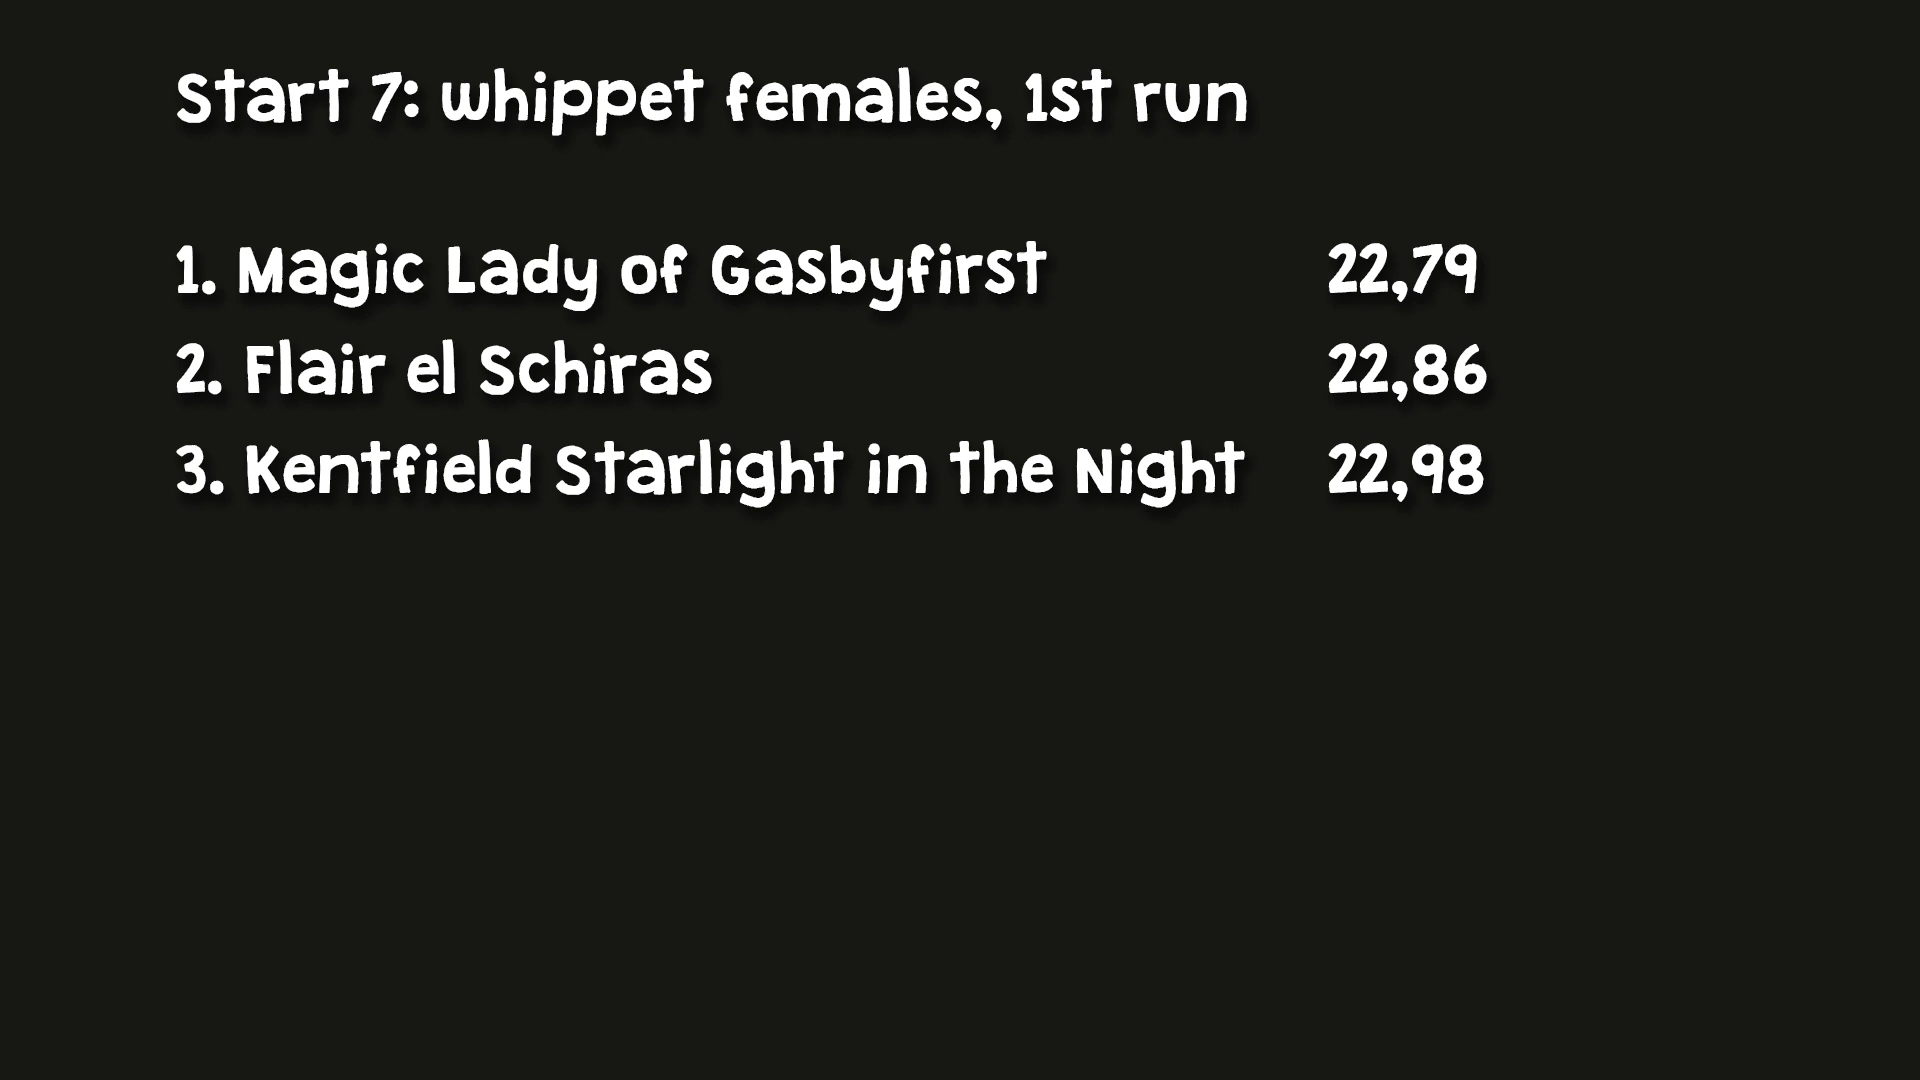 Start 7: whippet females, 1st run
1. Magic Lady of Gasbyfirst 22,79
2. Flair el Schiras 22,86
3. Kentfield Starlight in the Night 22,98